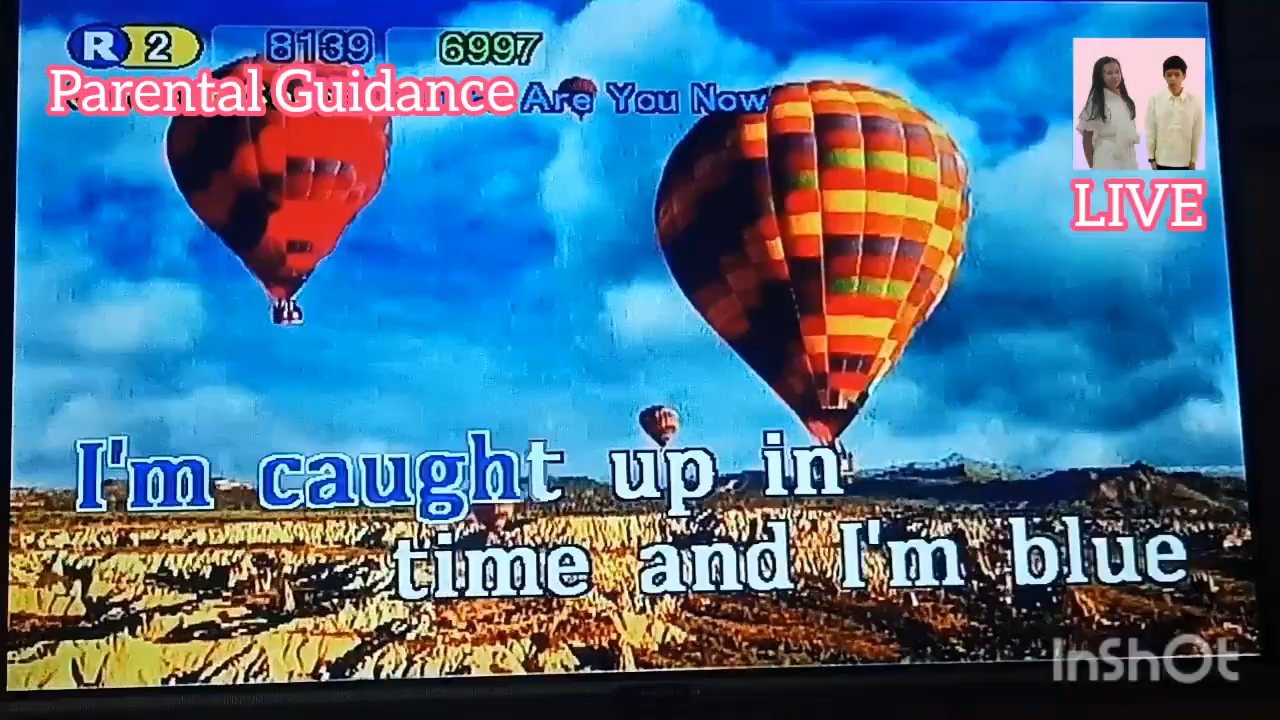 R 2 8139 6997
Parental Guidance Are You Now
LIVE
I'm caught up in
time and I'm blue
InShOt